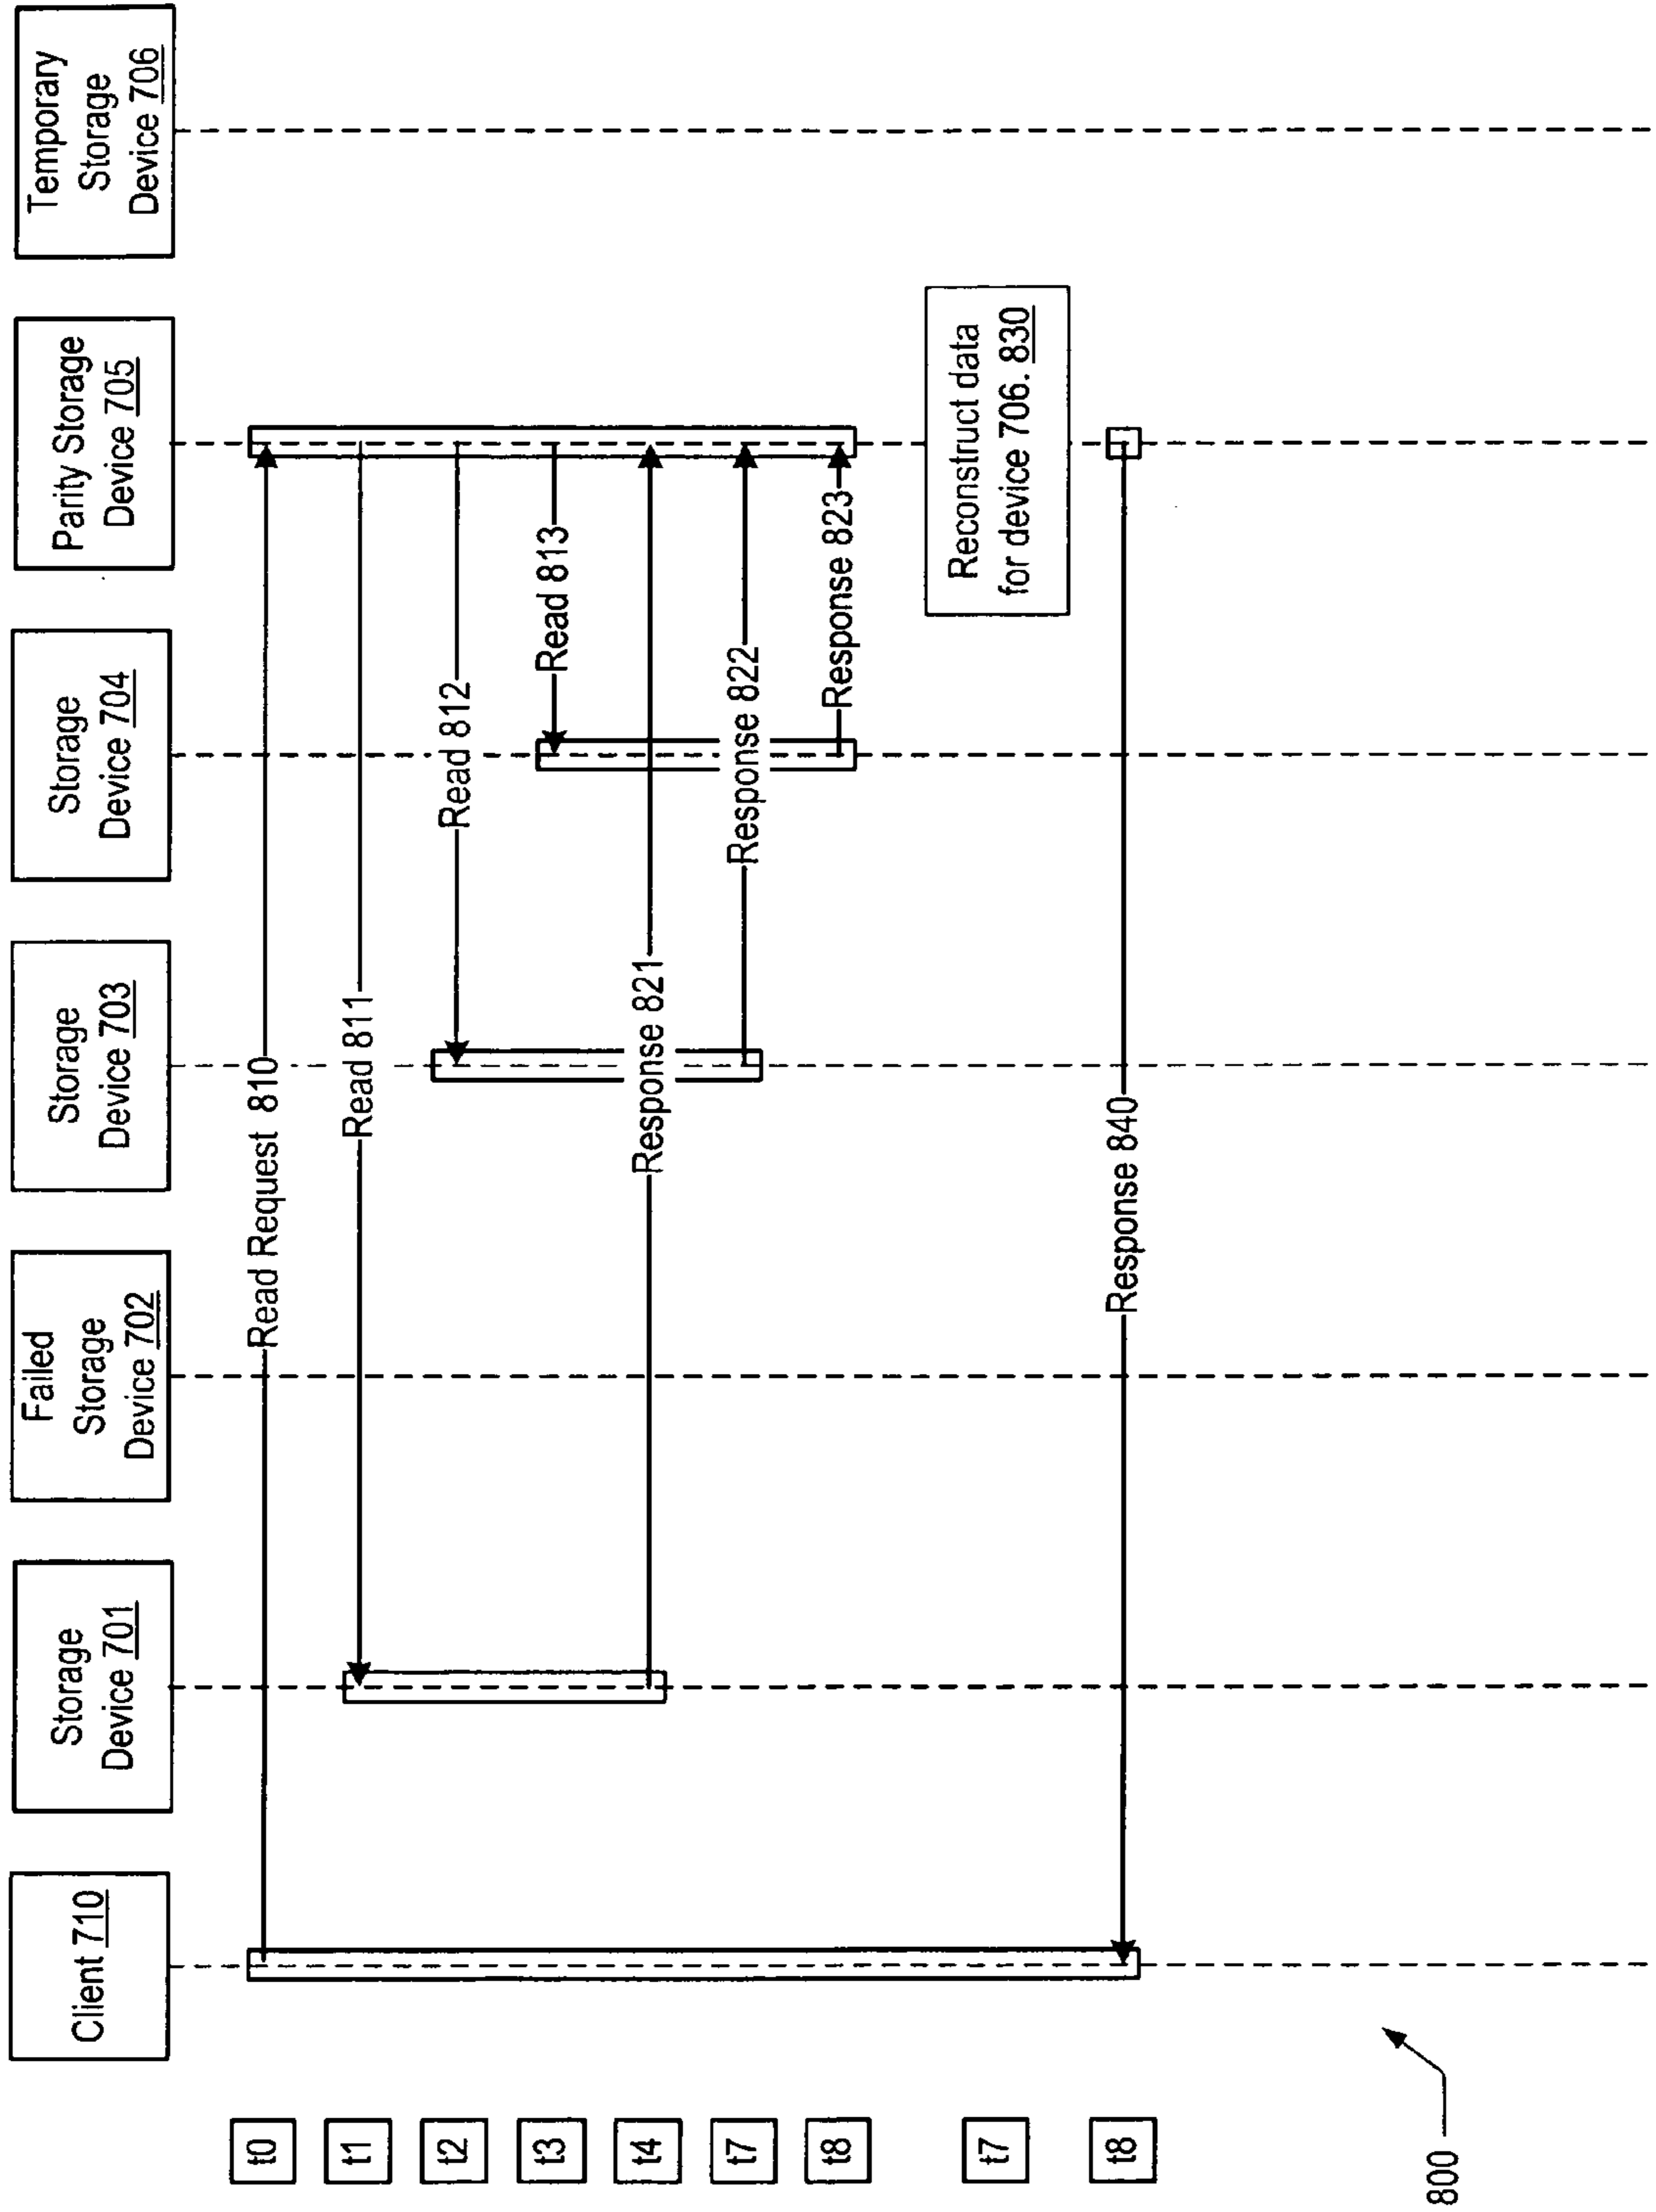 Client 710
Storage
Device 701
Failed
Storage
Device 702
Storage
Device 703
Storage
Device 704
Parity Storage
Device 705
Temporary
Storage
Device 706
t0
Read Request 810
t1
Read 811
t2
Read 812
t3
Read 813
t4
Response 821
t7
Response 822
t8
Response 823
t7
Reconstruct data
for device 706. 830
t8
Response 840
800